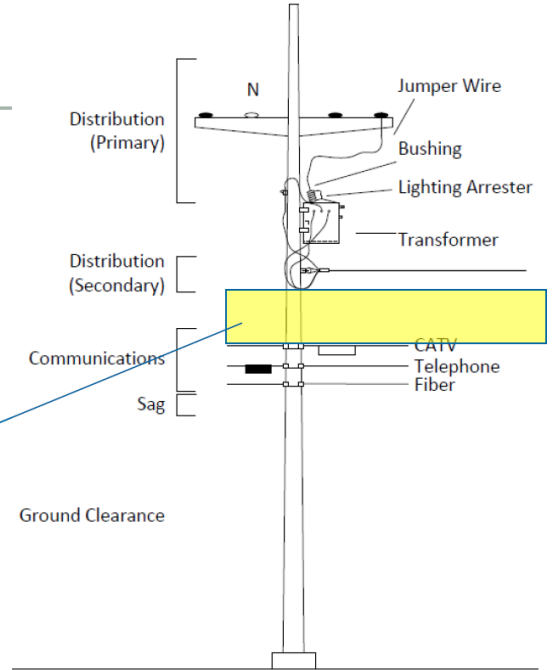 Distribution
(Primary)
N
Jumper Wire
Bushing
Lighting Arrester
Transformer
Distribution
(Secondary)
Communications
CATV
Telephone
Fiber
Sag
Ground Clearance